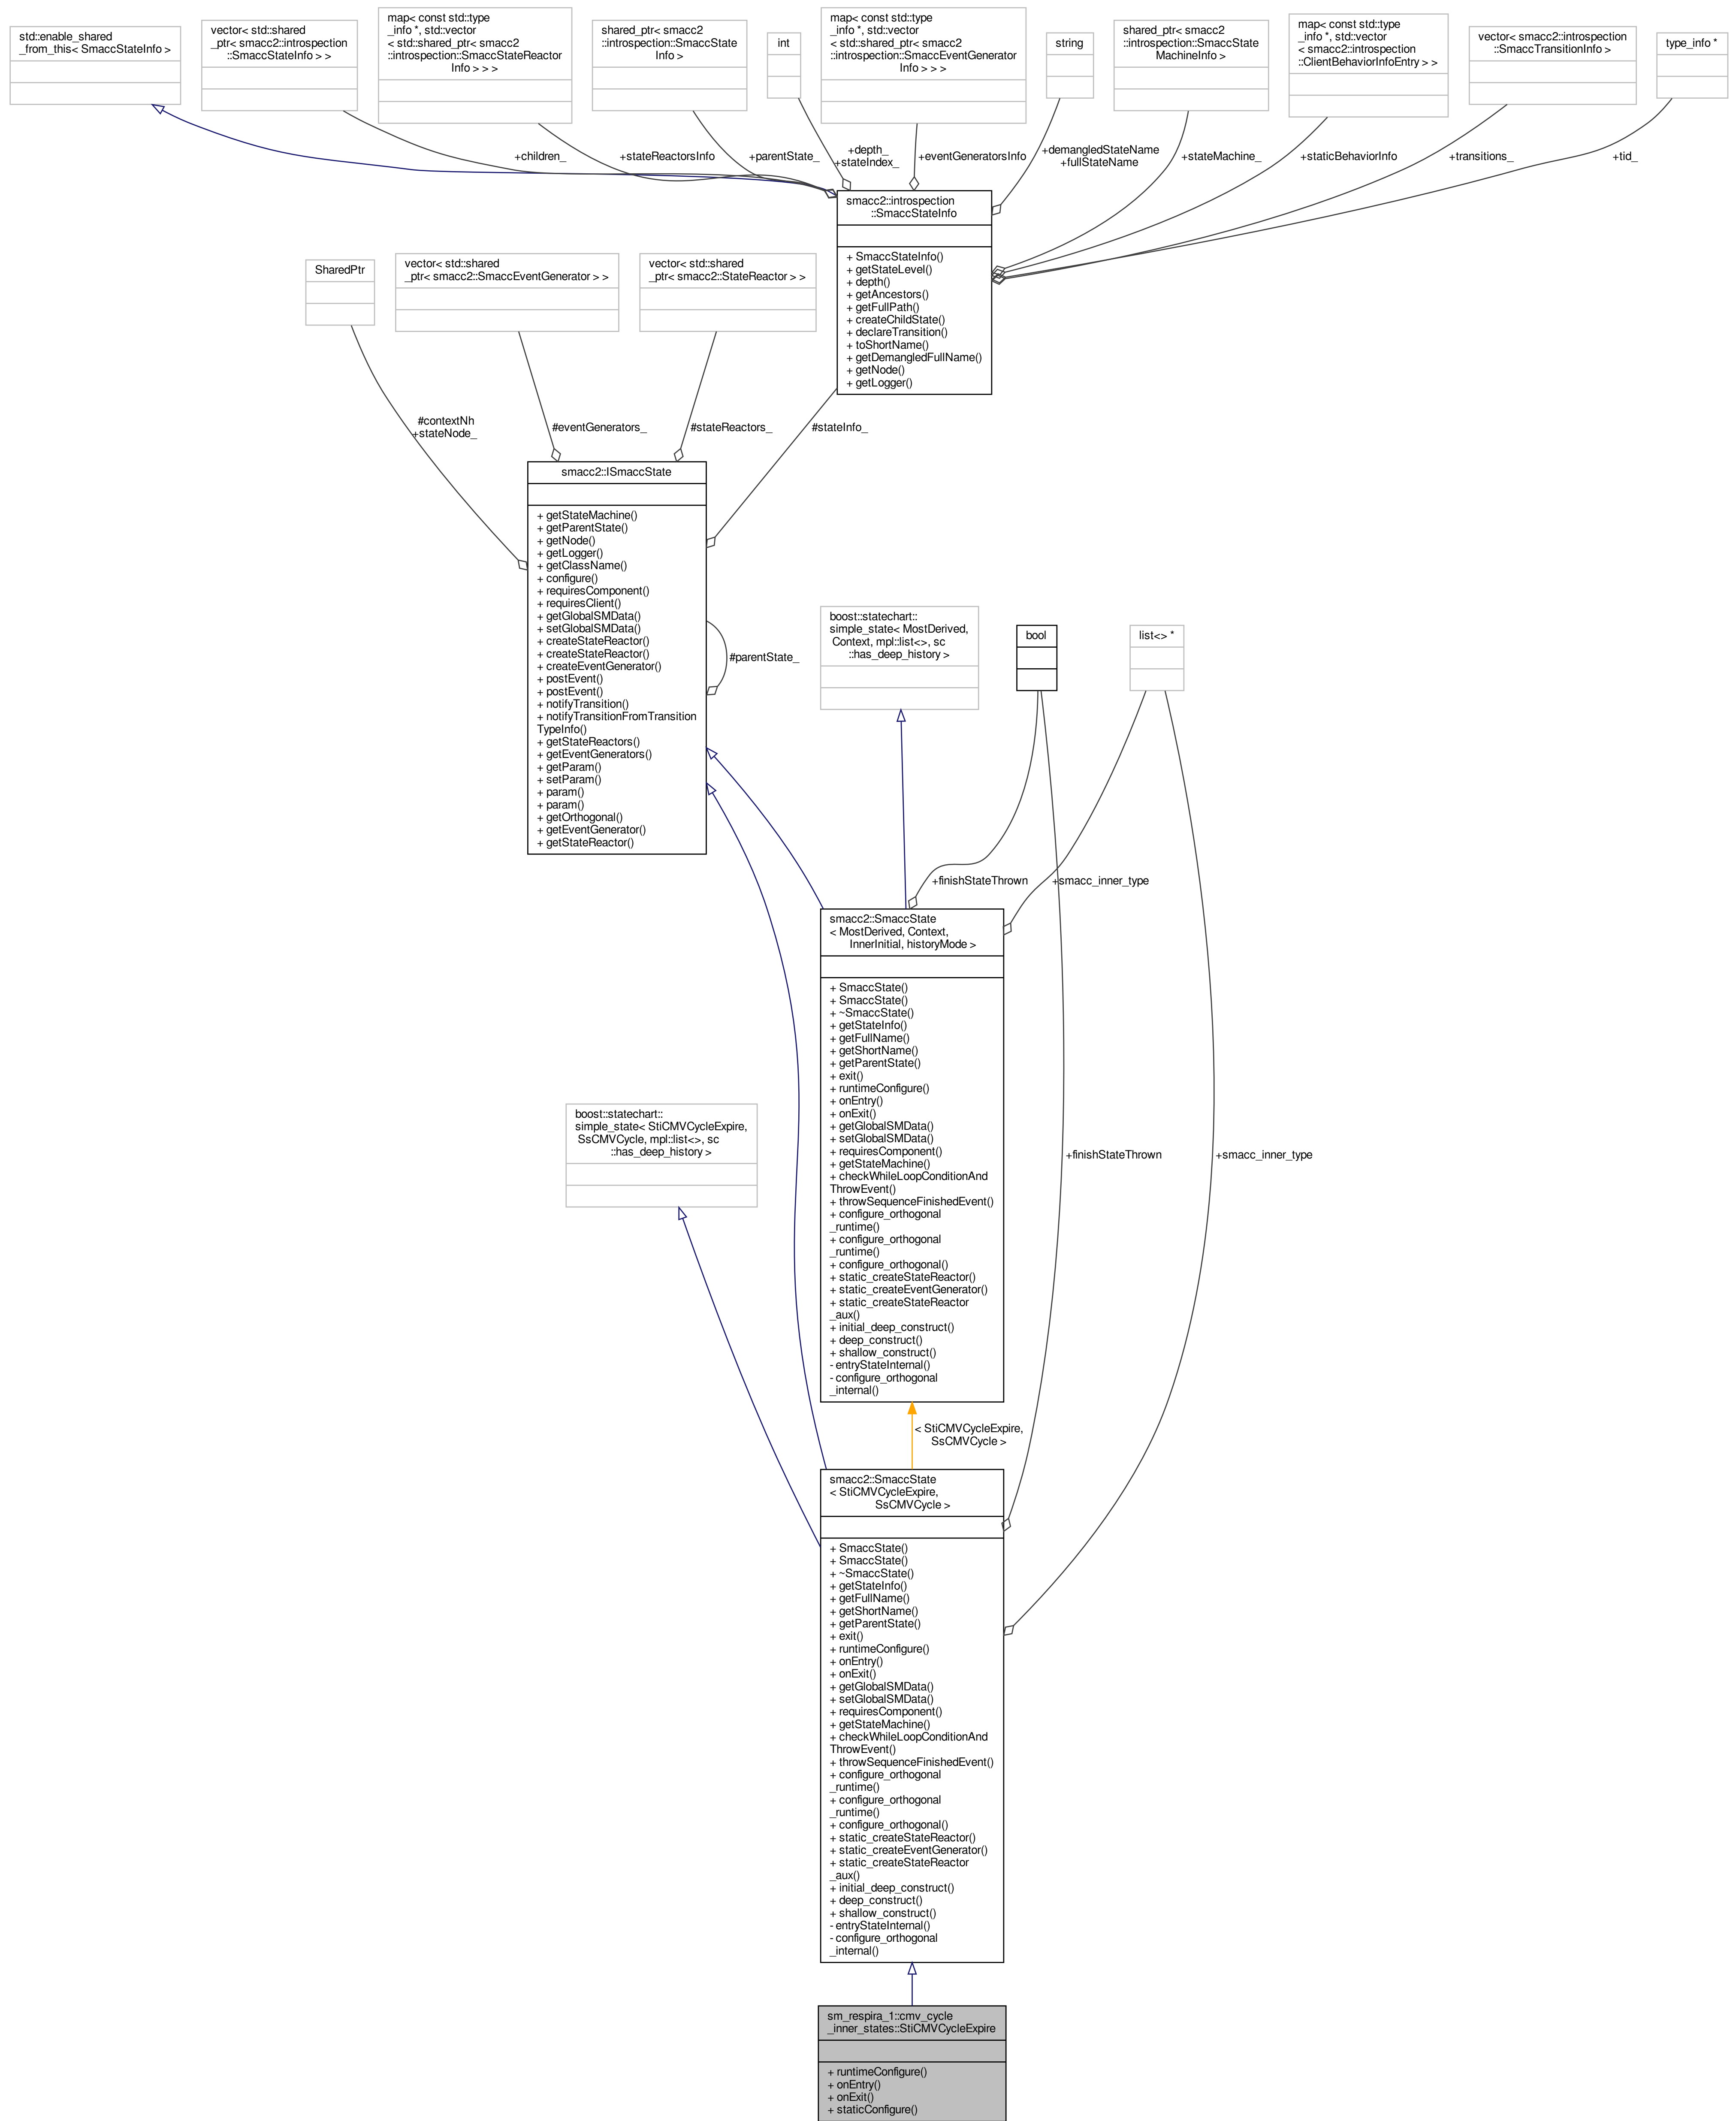 std::enable_shared
_from_this< SmaccStateInfo >
vector< std::shared
_ptr< smacc2::introspection
::SmaccStateInfo > >
map< const std::type
_info *, std::vector
< std::shared_ptr< smacc2
::introspection::SmaccStateReactor
Info > > >
shared_ptr< smacc2
::introspection::SmaccState
Info >
int
map< const std::type
_info *, std::vector
< std::shared_ptr< smacc2
::introspection::SmaccEventGenerator
Info > > >
string
shared_ptr< smacc2
::introspection::SmaccState
MachineInfo >
map< const std::type
_info *, std::vector
< smacc2::introspection
::ClientBehaviorInfoEntry > >
vector< smacc2::introspection
::SmaccTransitionInfo >
type_info *
+children_
+stateReactorsInfo
+parentState_
+depth_
+stateIndex_
+eventGeneratorsInfo
+demangledStateName
+fullStateName
+stateMachine_
+staticBehaviorInfo
+transitions_
+tid_
smacc2::introspection
::SmaccStateInfo
+ SmaccStateInfo()
+ getStateLevel()
+ depth()
+ getAncestors()
+ getFullPath()
+ createChildState()
+ declareTransition()
+ toShortName()
+ getDemangledFullName()
+ getNode()
+ getLogger()
SharedPtr
vector< std::shared
_ptr< smacc2::SmaccEventGenerator > >
vector< std::shared
_ptr< smacc2::StateReactor > >
#contextNh
+stateNode_
#eventGenerators_
#stateReactors_
#stateInfo_
smacc2::ISmaccState
+ getStateMachine()
+ getParentState()
+ getNode()
+ getLogger()
+ getClassName()
+ configure()
+ requiresComponent()
+ requiresClient()
+ getGlobalSMData()
+ setGlobalSMData()
+ createStateReactor()
+ createStateReactor()
+ createEventGenerator()
+ postEvent()
+ postEvent()
+ notifyTransition()
+ notifyTransitionFromTransition
TypeInfo()
+ getStateReactors()
+ getEventGenerators()
+ getParam()
+ setParam()
+ param()
+ param()
+ getOrthogonal()
+ getEventGenerator()
+ getStateReactor()
#parentState_
boost::statechart::
simple_state< MostDerived,
Context, mpl::list<>, sc
::has_deep_history >
bool
list<> *
+finishStateThrown
+smacc_inner_type
smacc2::SmaccState
< MostDerived, Context,
InnerInitial, historyMode >
+ SmaccState()
+ SmaccState()
+ ~SmaccState()
+ getStateInfo()
+ getFullName()
+ getShortName()
+ getParentState()
+ exit()
+ runtimeConfigure()
+ onEntry()
+ onExit()
+ getGlobalSMData()
+ setGlobalSMData()
+ requiresComponent()
+ getStateMachine()
+ checkWhileLoopConditionAnd
ThrowEvent()
+ throwSequenceFinishedEvent()
+ configure_orthogonal
_runtime()
+ configure_orthogonal
_runtime()
+ configure_orthogonal()
+ static_createStateReactor()
+ static_createEventGenerator()
+ static_createStateReactor
_aux()
+ initial_deep_construct()
+ deep_construct()
+ shallow_construct()
- entryStateInternal()
- configure_orthogonal
_internal()
boost::statechart::
simple_state< StiCMVCycleExpire,
SsCMVCycle, mpl::list<>, sc
::has_deep_history >
+finishStateThrown
+smacc_inner_type
< StiCMVCycleExpire,
SsCMVCycle >
smacc2::SmaccState
< StiCMVCycleExpire,
SsCMVCycle >
+ SmaccState()
+ SmaccState()
+ ~SmaccState()
+ getStateInfo()
+ getFullName()
+ getShortName()
+ getParentState()
+ exit()
+ runtimeConfigure()
+ onEntry()
+ onExit()
+ getGlobalSMData()
+ setGlobalSMData()
+ requiresComponent()
+ getStateMachine()
+ checkWhileLoopConditionAnd
ThrowEvent()
+ throwSequenceFinishedEvent()
+ configure_orthogonal
_runtime()
+ configure_orthogonal
_runtime()
+ configure_orthogonal()
+ static_createStateReactor()
+ static_createEventGenerator()
+ static_createStateReactor
_aux()
+ initial_deep_construct()
+ deep_construct()
+ shallow_construct()
- entryStateInternal()
- configure_orthogonal
_internal()
sm_respira_1::cmv_cycle
_inner_states::StiCMVCycleExpire
+ runtimeConfigure()
+ onEntry()
+ onExit()
+ staticConfigure()